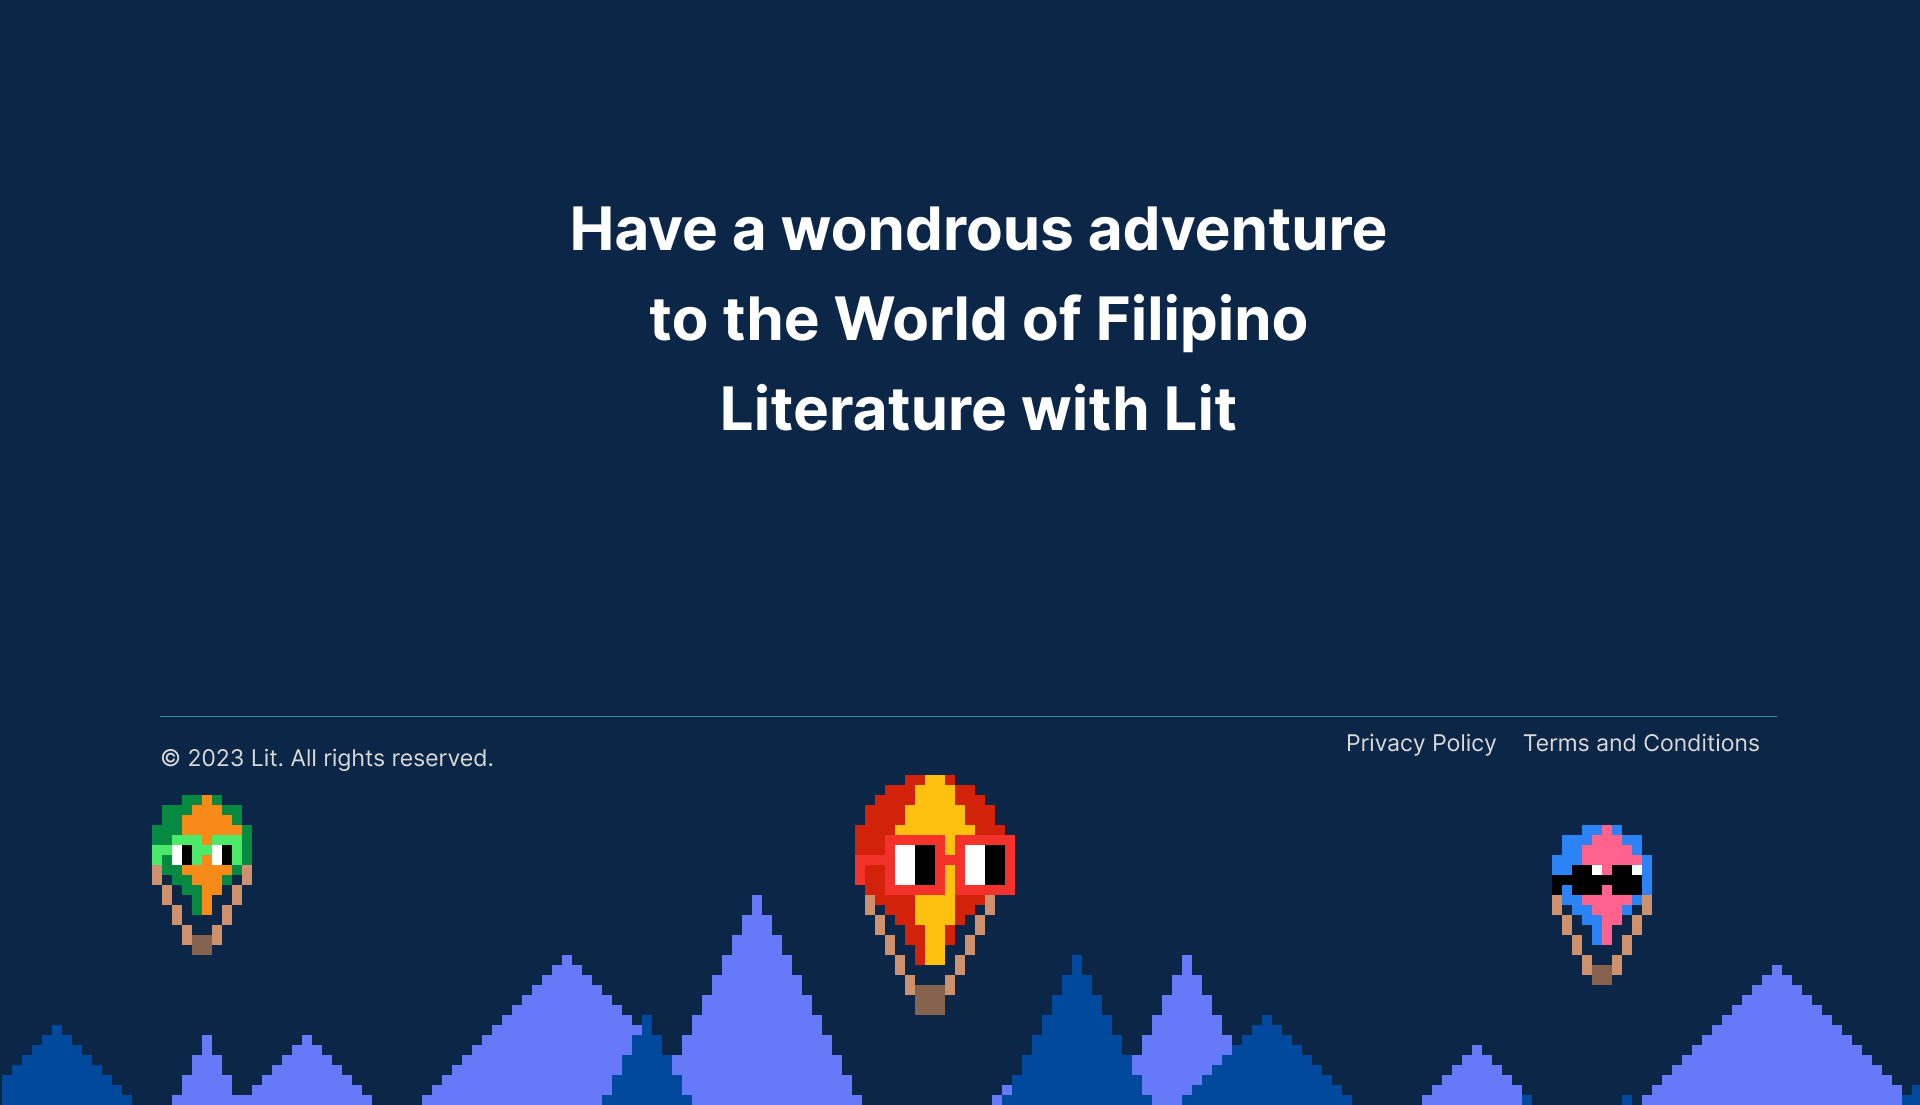 Have a wondrous adventure
to the World of Filipino
Literature with Lit
© 2023 Lit. All rights reserved.
Privacy Policy
Terms and Conditions